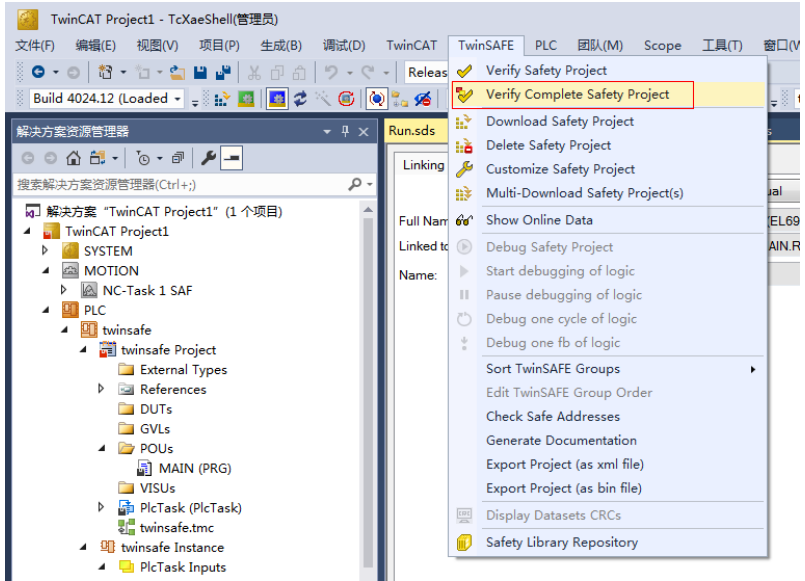 TwinCAT Project1 - TcXaeShell(管理员)
文件(F) 编辑(E) 视图(V) 项目(P) 生成(B) 调试(D) TwinCAT TwinSAFE PLC 团队(M) Scope 工具(T) 窗口(W
Releas
Build 4024.12 (Loaded
Verify Safety Project
Verify Complete Safety Project
Download Safety Project
Delete Safety Project
Customize Safety Project
Multi-Download Safety Project(s)
Show Online Data
Debug Safety Project
Start debugging of logic
Pause debugging of logic
Debug one cycle of logic
Debug one fb of logic
Sort TwinSAFE Groups
Edit TwinSAFE Group Order
Check Safe Addresses
Generate Documentation
Export Project (as xml file)
Export Project (as bin file)
Display Datasets CRCs
Safety Library Repository
解决方案资源管理器
搜索解决方案资源管理器(Ctrl+;)
解决方案 "TwinCAT Project1" (1 个项目)
TwinCAT Project1
SYSTEM
MOTION
NC-Task 1 SAF
PLC
twinsafe
twinsafe Project
External Types
References
DUTs
GVLs
POUs
MAIN (PRG)
VISUs
PlcTask (PlcTask)
twinsafe.tmc
twinsafe Instance
PlcTask Inputs
Run.sds
Linking
Full Nam
Linked to
Name:
ual
(EL69
AIN.R